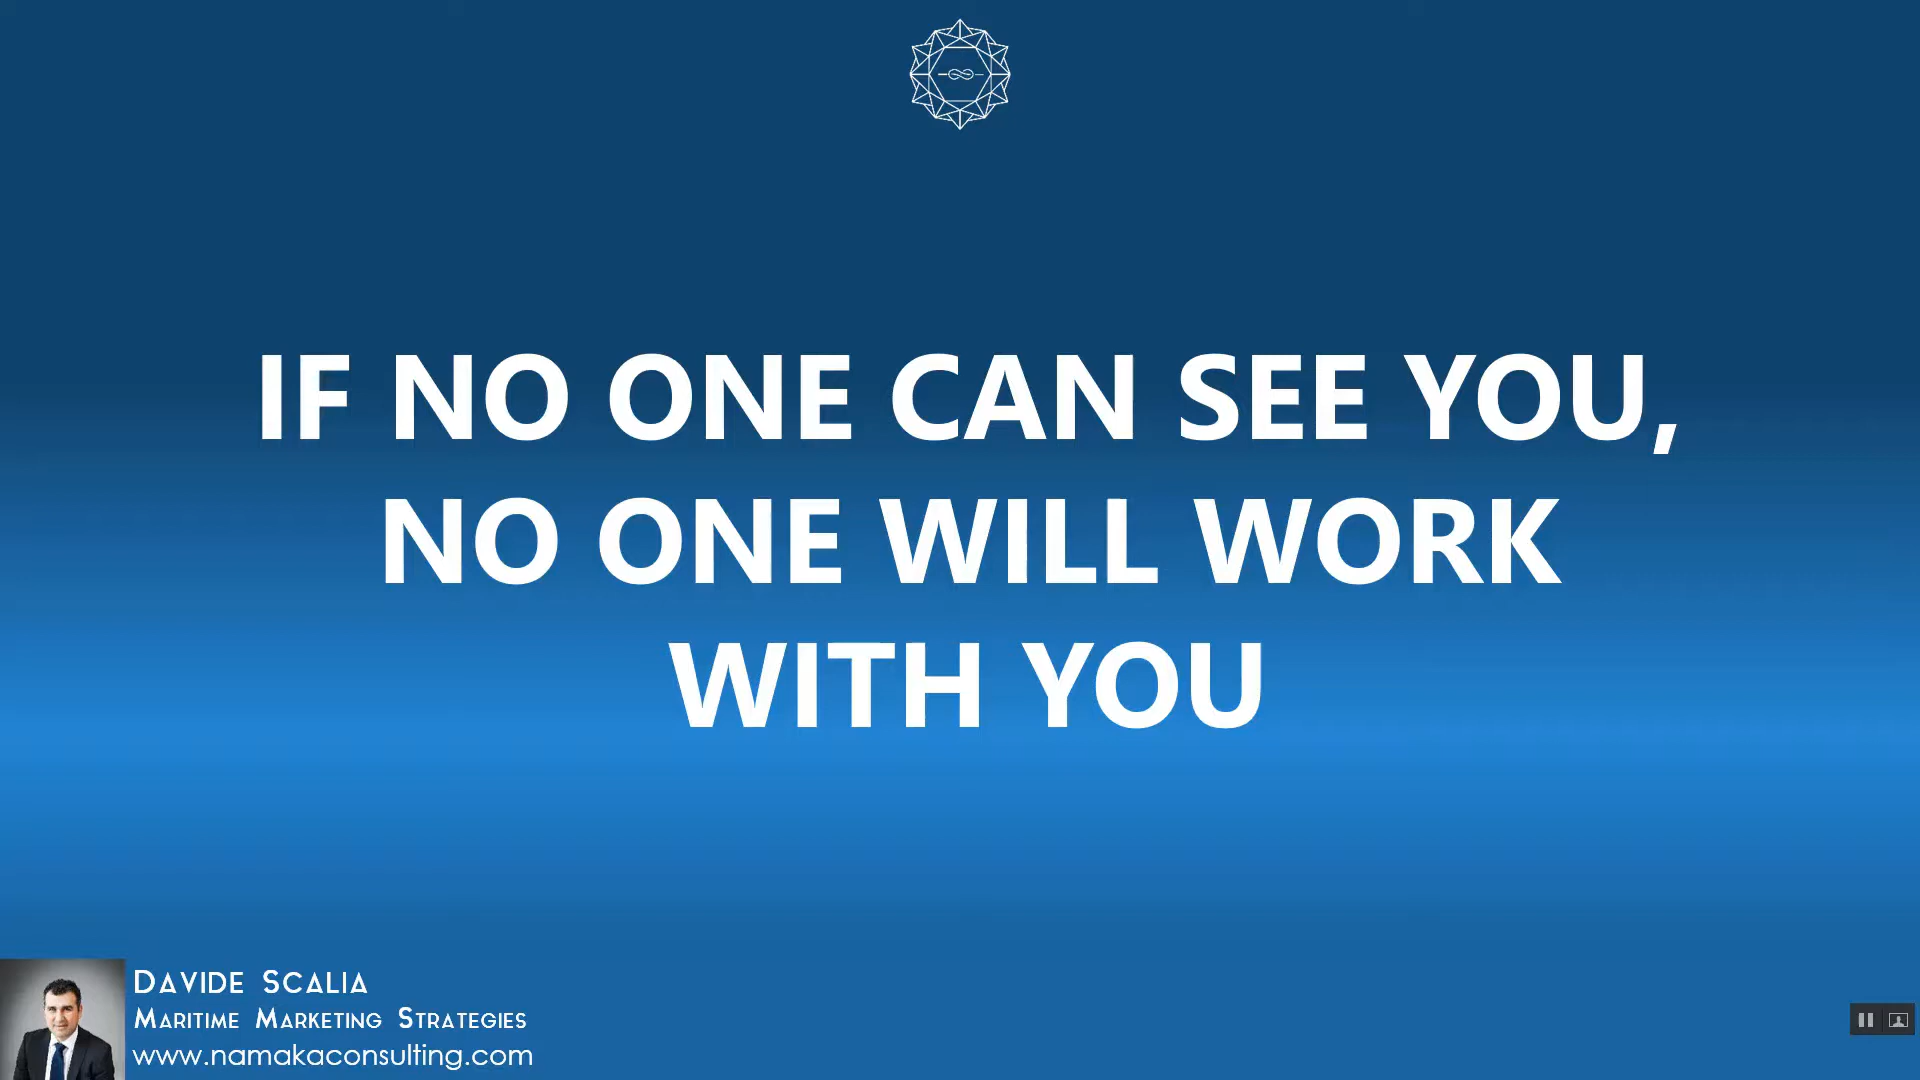 IF NO ONE CAN SEE YOU,
NO ONE WILL WORK
WITH YOU
Davide Scalia
Maritime Marketing Strategies
www.namakaconsulting.com